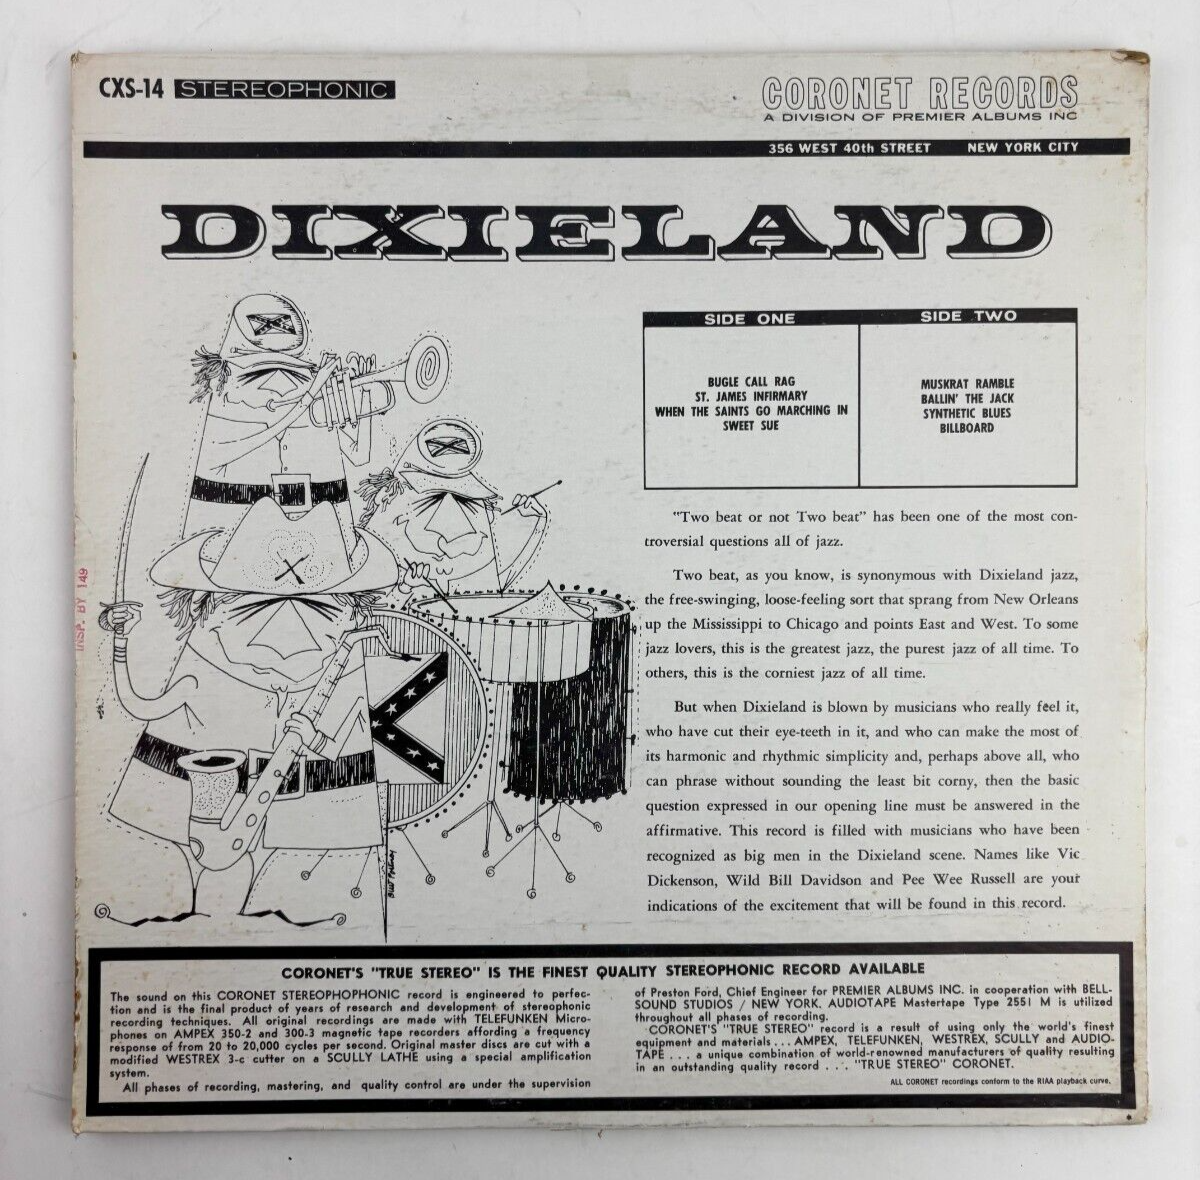 CXS-14 STEREOPHONIC
CORONET RECORDS
A DIVISION OF PREMIER ALBUMS INC
356 WEST 40th STREET NEW YORK CITY
DIXIELAND
SIDE ONE
BUGLE CALL RAG
ST. JAMES INFIRMARY
WHEN THE SAINTS GO MARCHING IN
SWEET SUE
SIDE TWO
MUSKRAT RAMBLE
BALLIN' THE JACK
SYNTHETIC BLUES
BILLBOARD
"Two beat or not Two beat" has been one of the most con-
troversial questions all of jazz.
Two beat, as you know, is synonymous with Dixieland jazz,
the free-swinging, loose-feeling sort that sprang from New Orleans
up the Mississippi to Chicago and points East and West. To some
jazz lovers, this is the greatest jazz, the purest jazz of all time. To
others, this is the corniest jazz of all time.
But when Dixieland is blown by musicians who really feel it,
who have cut their eye-teeth in it, and who can make the most of
its harmonic and rhythmic simplicity and, perhaps above all, who
can phrase without sounding the least bit corny, then the basic
question expressed in our opening line must be answered in the
affirmative. This record is filled with musicians who have been
recognized as big men in the Dixieland scene. Names like Vic
Dickenson, Wild Bill Davidson and Pee Wee Russell are your
indications of the excitement that will be found in this record.
INSP. BY 149
CORONET'S "TRUE STEREO" IS THE FINEST QUALITY STEREOPHONIC RECORD AVAILABLE
The sound on this CORONET STEREOPHOPHONIC record is engineered to perfec-
tion and is the final product of years of research and development of stereophonic
recording techniques. All original recordings are made with TELEFUNKEN Micro-
phones on AMPEX 350-2 and 300-3 magnetic tape recorders affording a frequency
response of from 20 to 20,000 cycles per second. Original master discs are cut with a
modified WESTREX 3-c cutter on a SCULLY LATHE using a special amplification
system.
All phases of recording, mastering, and quality control are under the supervision
of Preston Ford, Chief Engineer for PREMIER ALBUMS INC. in cooperation with BELL-
SOUND STUDIOS / NEW YORK. AUDIOTAPE Mastertape Type 2551 M is utilized
throughout all phases of recording.
CORONET'S "TRUE STEREO" record is a result of using only the world's finest
equipment and materials . . . AMPEX, TELEFUNKEN, WESTREX, SCULLY and AUDIO-
TAPE . . . a unique combination of world-renowned manufacturers of quality resulting
in an outstanding quality record . . . "TRUE STEREO" CORONET.
ALL CORONET recordings conform to the RIAA playback curve.